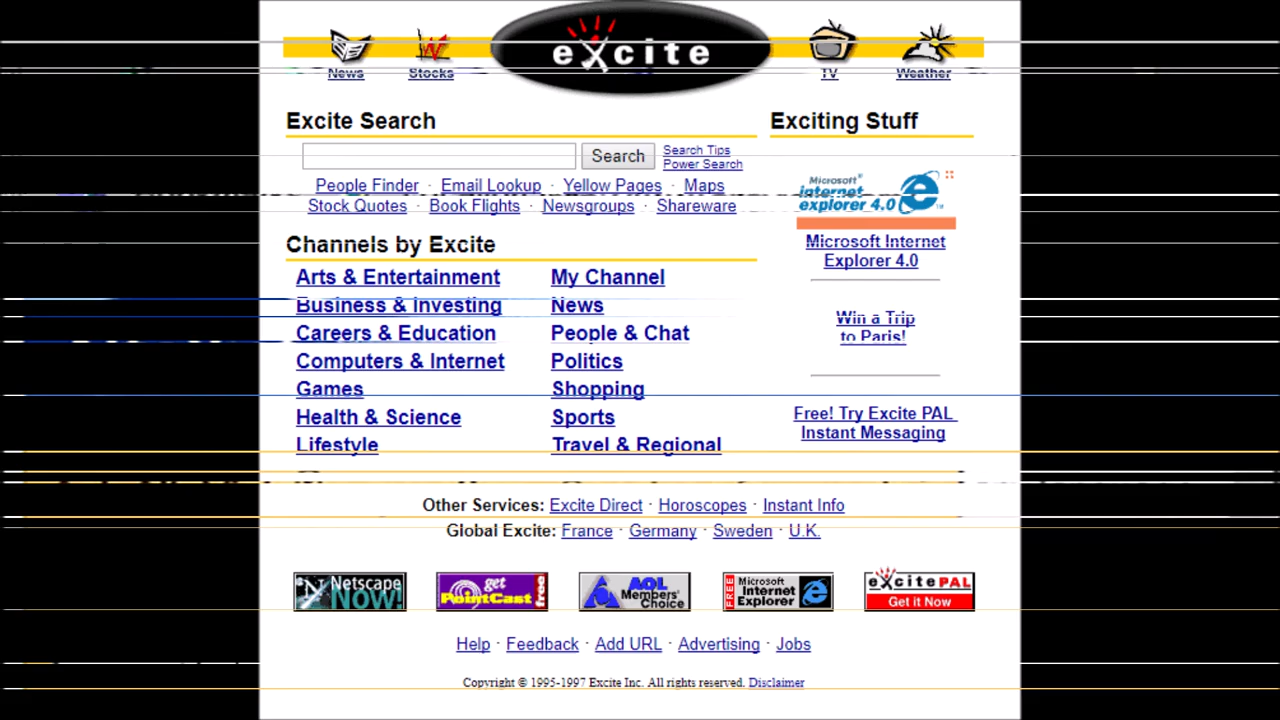 excite
News Stocks TV Weather
Excite Search
Search
Search Tips
Power Search
People Finder · Email Lookup · Yellow Pages · Maps
Stock Quotes · Book Flights · Newsgroups · Shareware
Channels by Excite
Arts & Entertainment
Business & Investing
Careers & Education
Computers & Internet
Games
Health & Science
Lifestyle
My Channel
News
People & Chat
Politics
Shopping
Sports
Travel & Regional
Exciting Stuff
Microsoft®
internet
explorer 4.0
Microsoft Internet
Explorer 4.0
Win a Trip
to Paris!
Free! Try Excite PAL
Instant Messaging
Other Services: Excite Direct · Horoscopes · Instant Info
Global Excite: France · Germany · Sweden · U.K.
N Netscape
NOW!
get
PointCast
free
AOL
Members'
Choice
FREE
Microsoft
Internet
Explorer
excite PAL
Get it Now
Help · Feedback · Add URL · Advertising · Jobs
Copyright © 1995-1997 Excite Inc. All rights reserved. Disclaimer